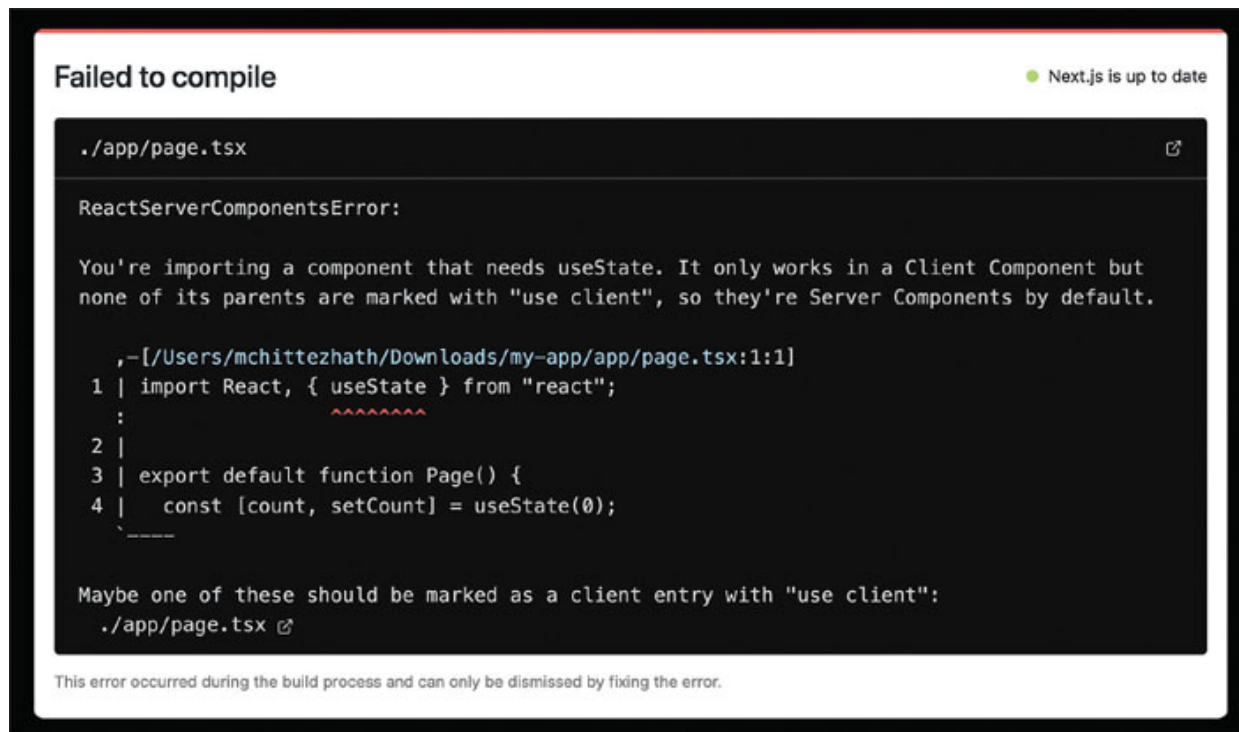 Failed to compile
Next.js is up to date
./app/page.tsx
ReactServerComponentsError:
You're importing a component that needs useState. It only works in a Client Component but
none of its parents are marked with "use client", so they're Server Components by default.
,-[/Users/mchittezhath/Downloads/my-app/app/page.tsx:1:1]
1 | import React, { useState } from "react";
: ^^^^^^^^
2 |
3 | export default function Page() {
4 | const [count, setCount] = useState(0);
`----
Maybe one of these should be marked as a client entry with "use client":
./app/page.tsx
This error occurred during the build process and can only be dismissed by fixing the error.